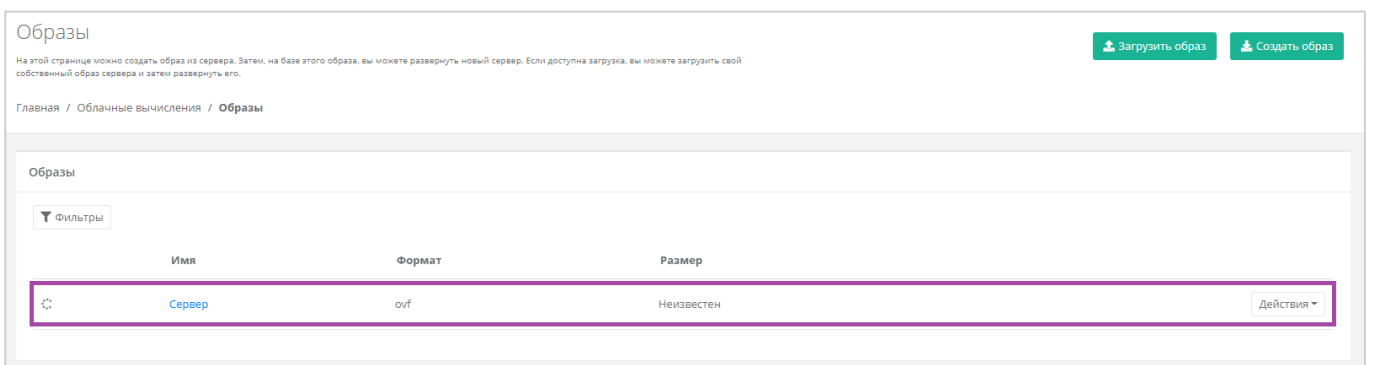 Образы
Загрузить образ
Создать образ
На этой странице можно создать образ из сервера. Затем, на базе этого образа, вы можете развернуть новый сервер. Если доступна загрузка, вы можете загрузить свой
собственный образ сервера и затем развернуть его.
Главная / Облачные вычисления / Образы
Образы
Фильтры
Имя Формат Размер
Сервер ovf Неизвестен Действия